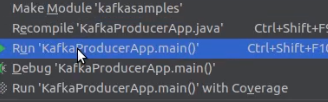 Make Module 'kafkasamples'
Recompile 'KafkaProducerApp.java' Ctrl+Shift+F
Run 'KafkaProducerApp.main()' Ctrl+Shift+F10
Debug 'KafkaProducerApp.main()'
Run 'KafkaProducerApp.main()' with Coverage